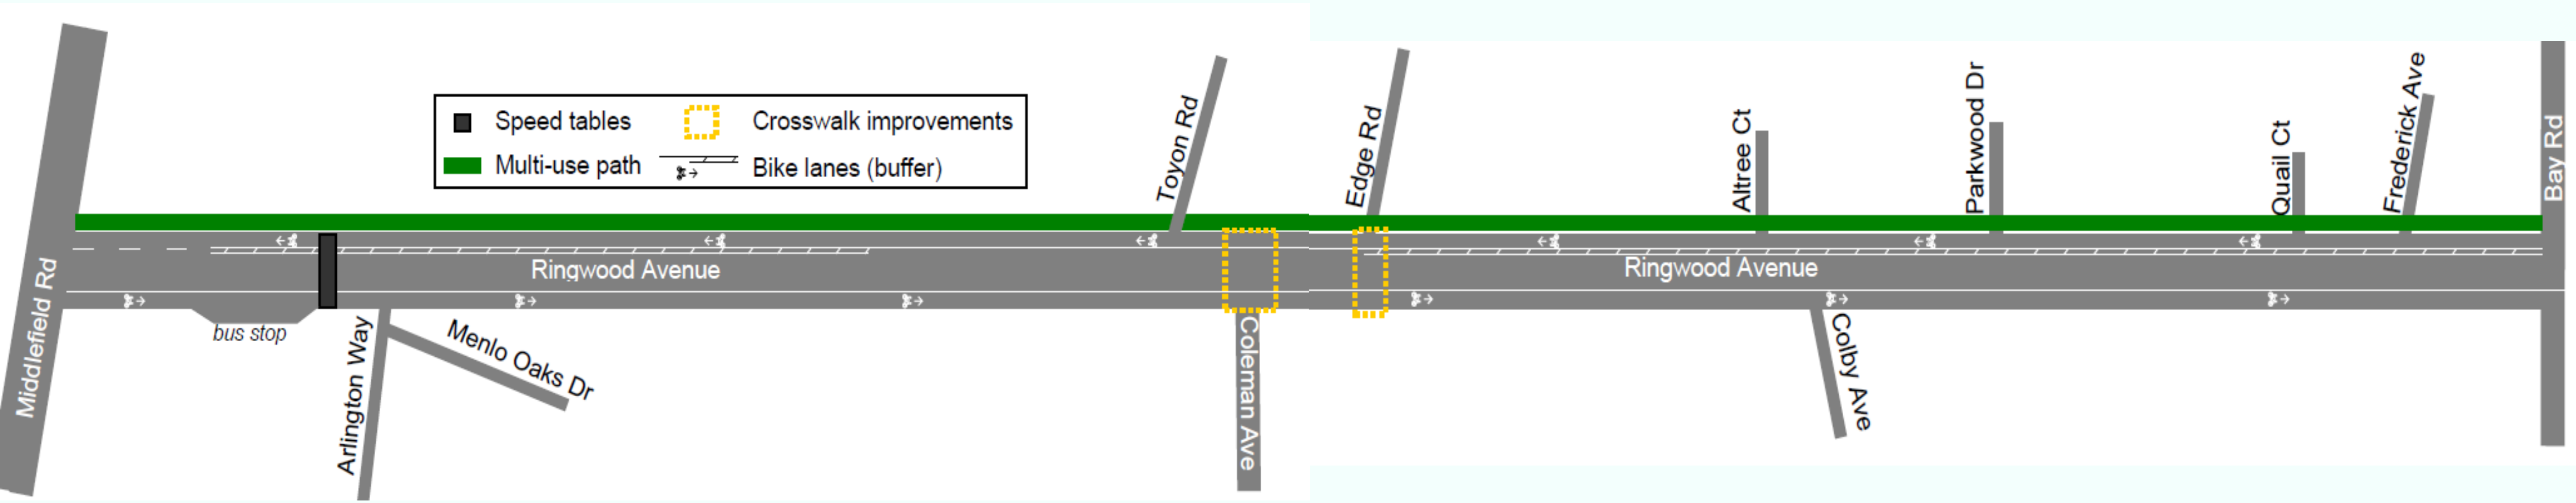 Middlefield Rd
bus stop
Arlington Way
Menlo Oaks Dr
Speed tables
Crosswalk improvements
Multi-use path
Bike lanes (buffer)
Ringwood Avenue
Toyon Rd
Coleman Ave
Edge Rd
Ringwood Avenue
Altree Ct
Colby Ave
Parkwood Dr
Quail Ct
Frederick Ave
Bay Rd